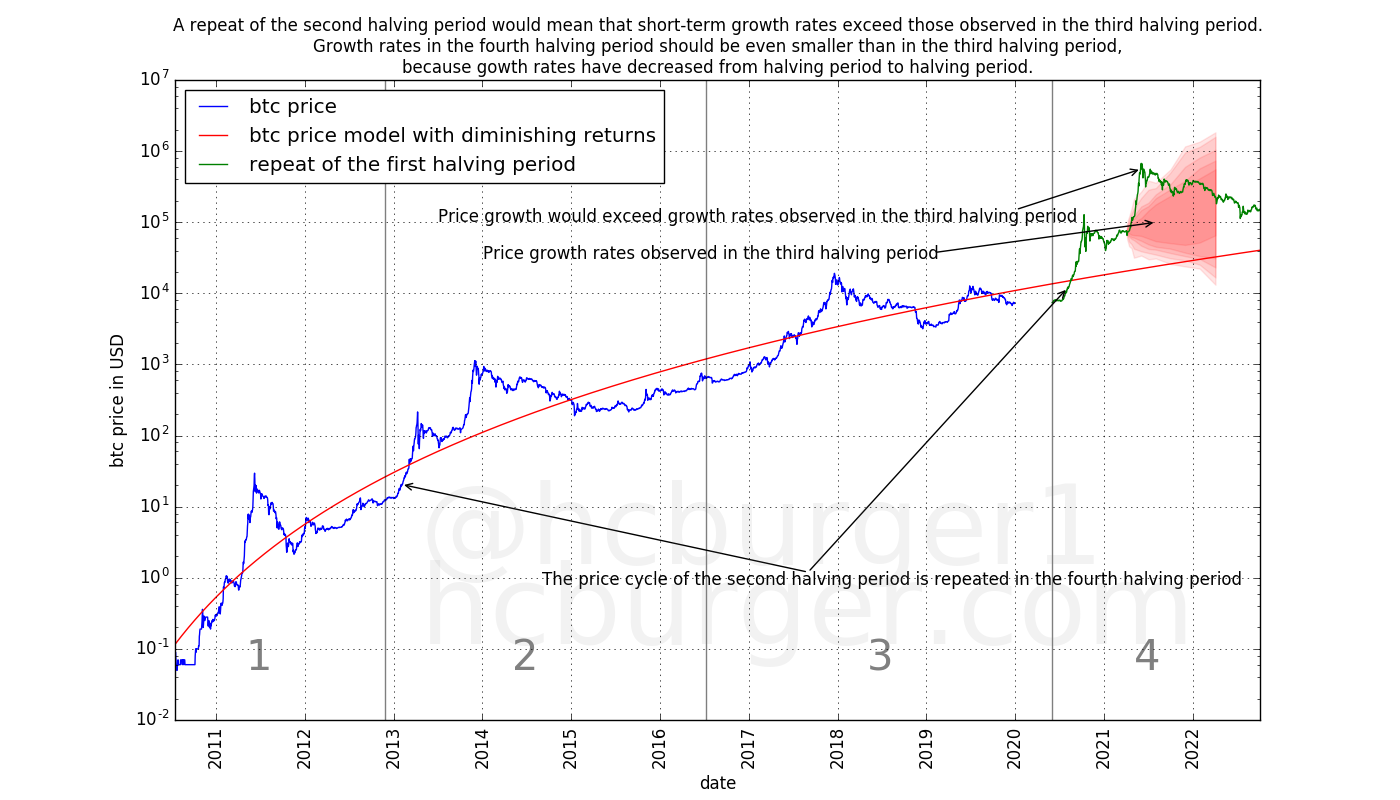 A repeat of the second halving period would mean that short-term growth rates exceed those observed in the third halving period.
Growth rates in the fourth halving period should be even smaller than in the third halving period,
because gowth rates have decreased from halving period to halving period.
btc price
btc price model with diminishing returns
repeat of the first halving period
Price growth would exceed growth rates observed in the third halving period
Price growth rates observed in the third halving period
The price cycle of the second halving period is repeated in the fourth halving period
@hcburger1
hcburger.com
1 2 3 4
btc price in USD
10^7
10^6
10^5
10^4
10^3
10^2
10^1
10^0
10^-1
10^-2
2011 2012 2013 2014 2015 2016 2017 2018 2019 2020 2021 2022
date